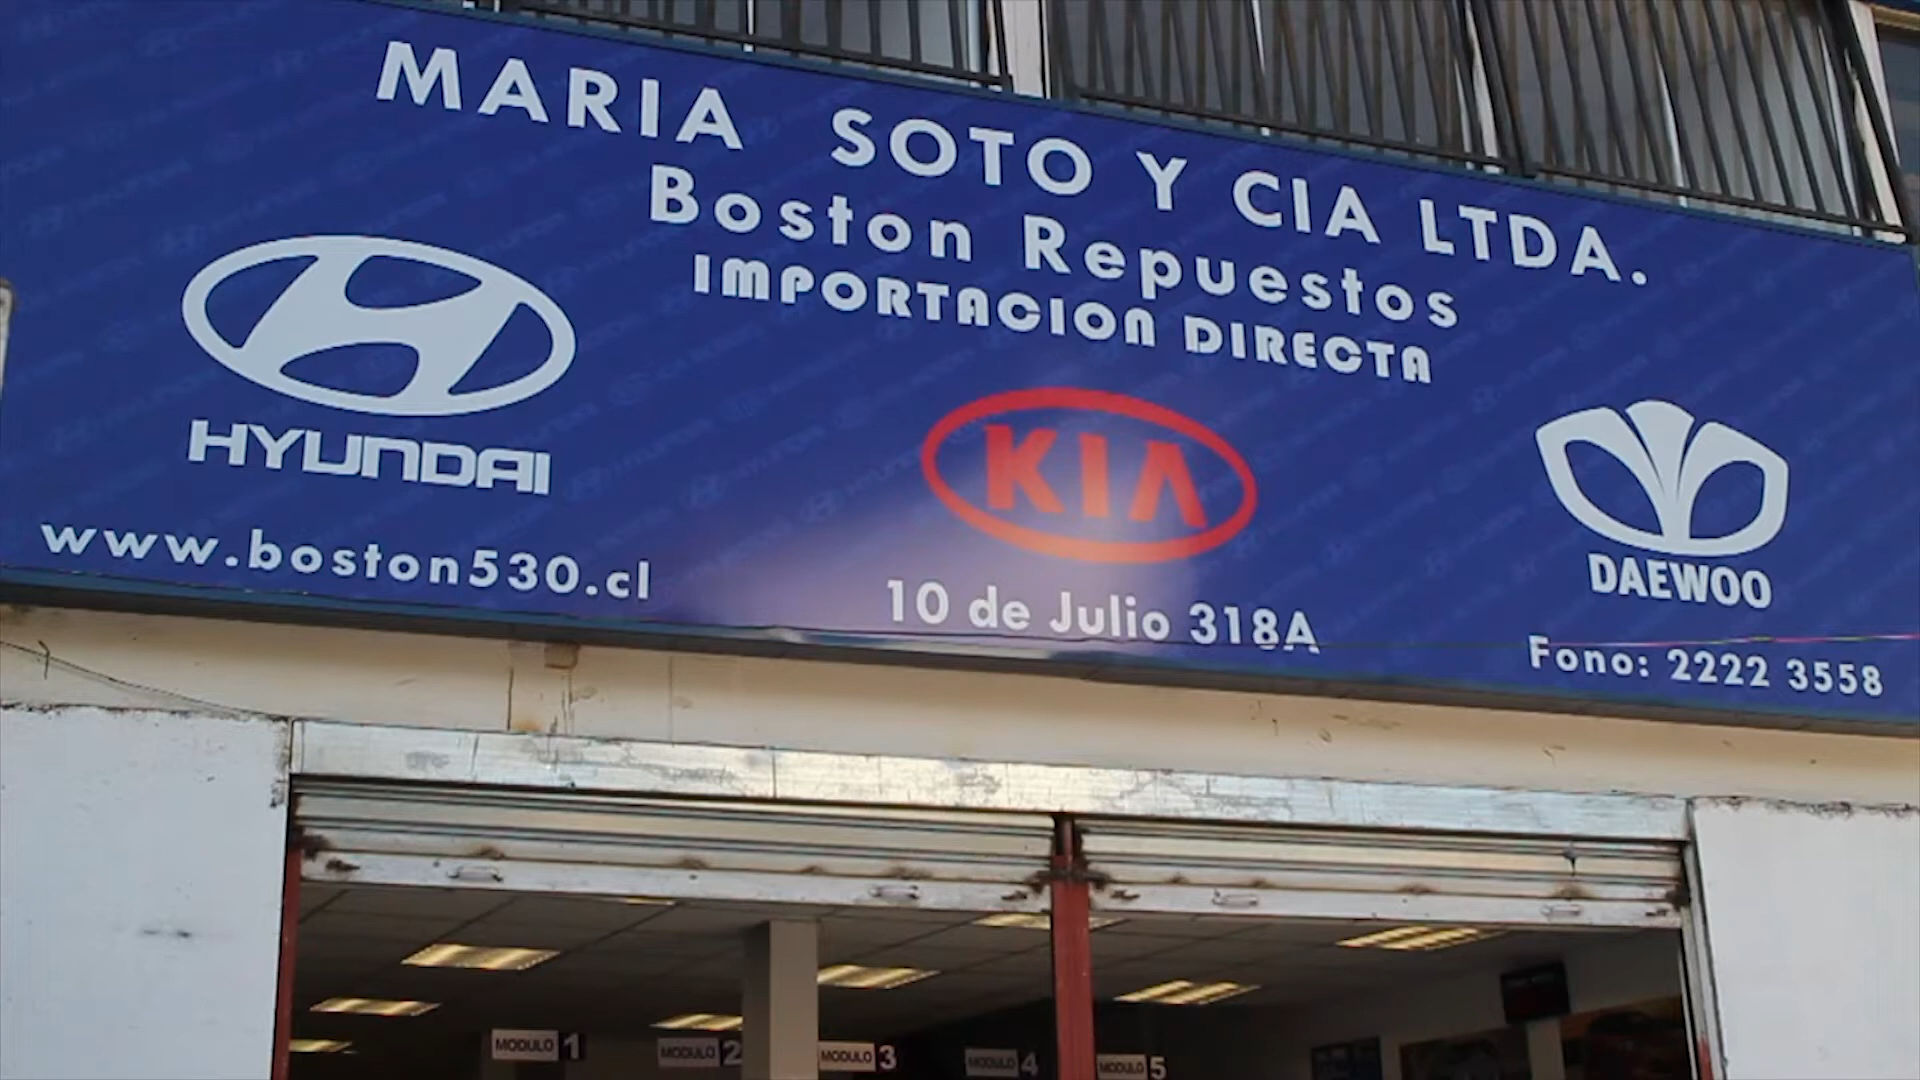 MARIA SOTO Y CIA LTDA.
Boston Repuestos
IMPORTACION DIRECTA
HYUNDAI
KIA
DAEWOO
www.boston530.cl
10 de Julio 318A
Fono: 2222 3558
MODULO 1
MODULO 2
MODULO 3
MODULO 4
MODULO 5